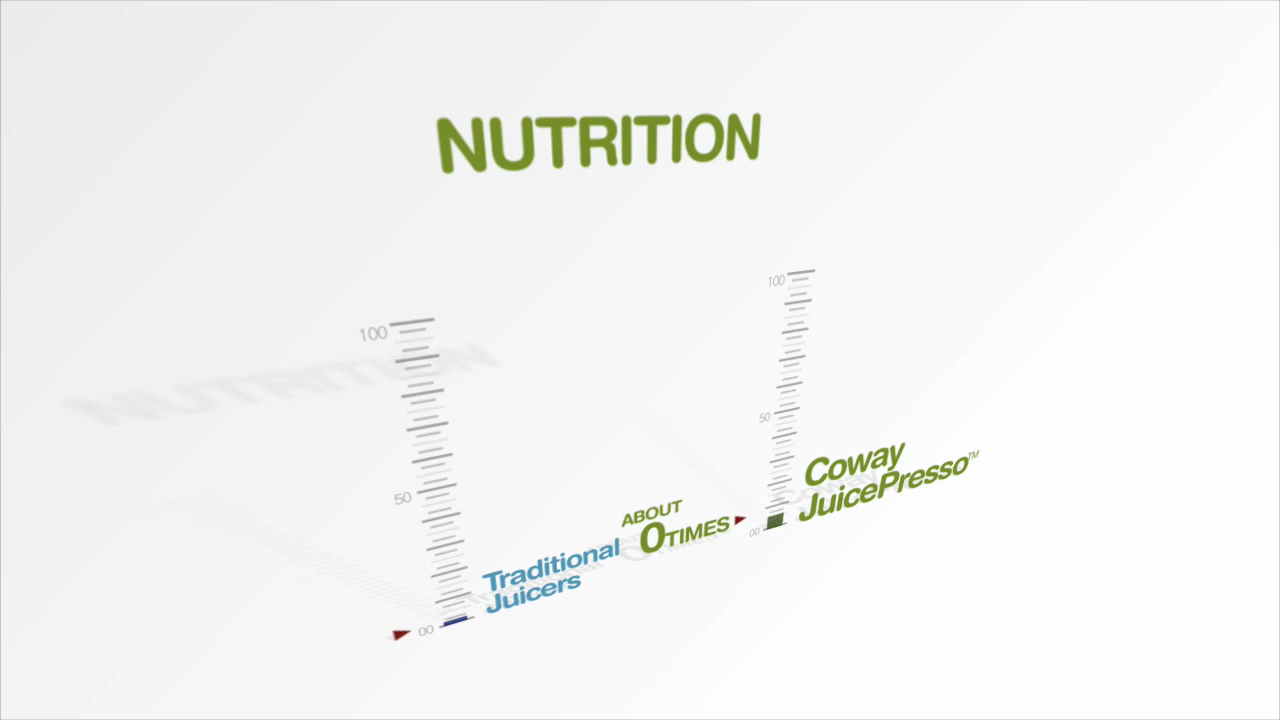 NUTRITION
100
50
00
Traditional
Juicers
ABOUT
0TIMES
100
50
00
Coway
JuicePresso™